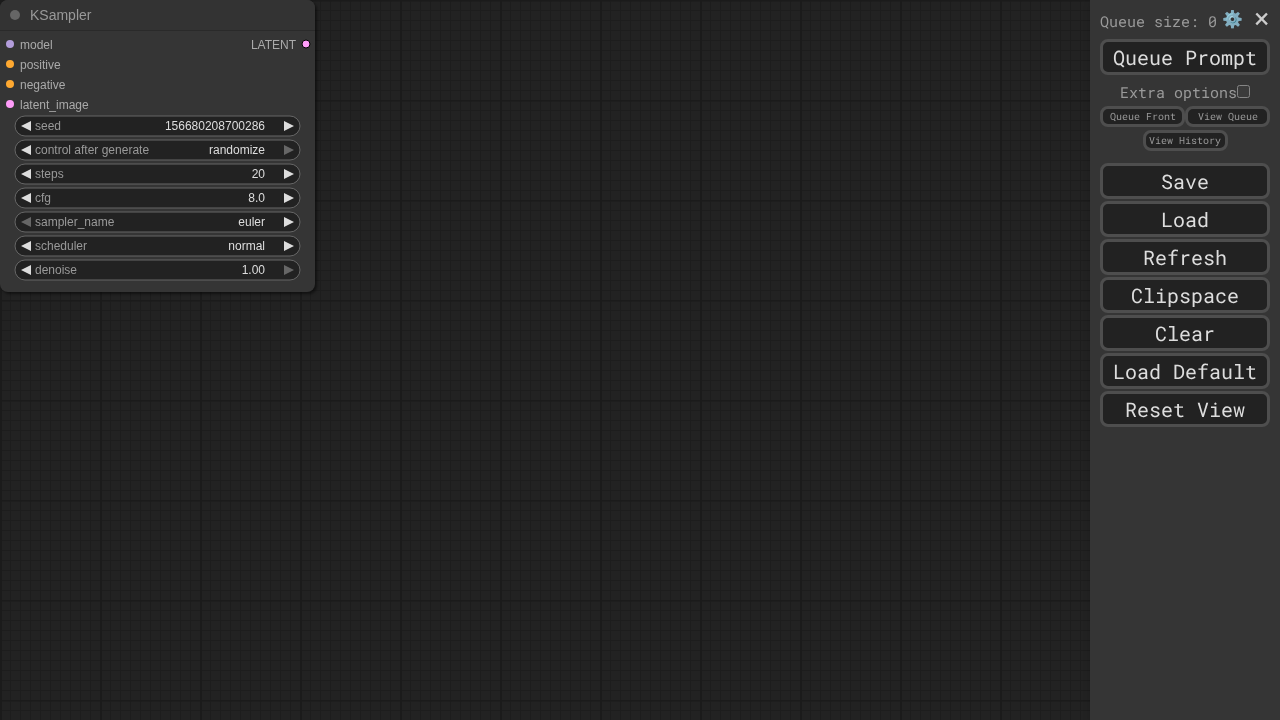 KSampler
model LATENT
positive
negative
latent_image
seed 156680208700286
control after generate randomize
steps 20
cfg 8.0
sampler_name euler
scheduler normal
denoise 1.00
Queue size: 0
Queue Prompt
Extra options
Queue Front View Queue
View History
Save
Load
Refresh
Clipspace
Clear
Load Default
Reset View